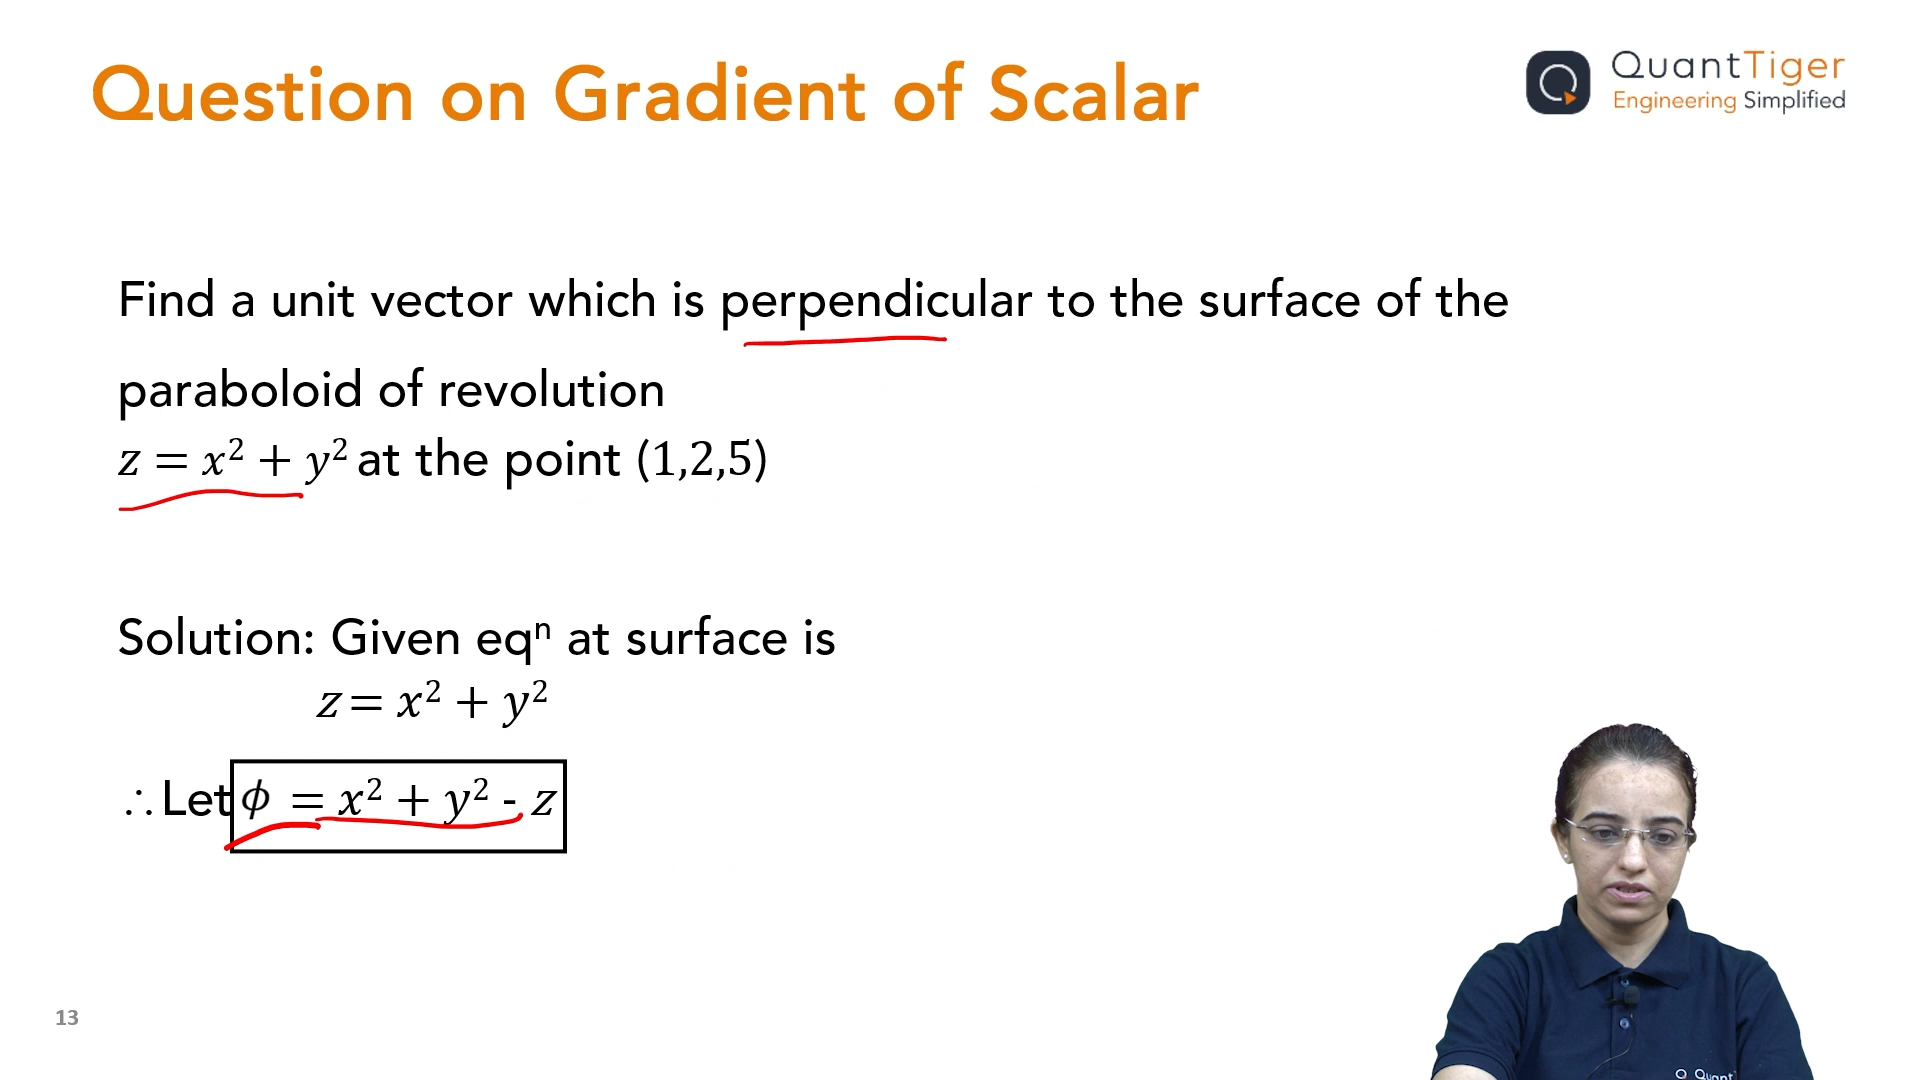 Question on Gradient of Scalar
QuantTiger
Engineering Simplified
Find a unit vector which is perpendicular to the surface of the
paraboloid of revolution
z = x² + y² at the point (1,2,5)
Solution: Given eqⁿ at surface is
z = x² + y²
∴ Let ϕ = x² + y² - z
13